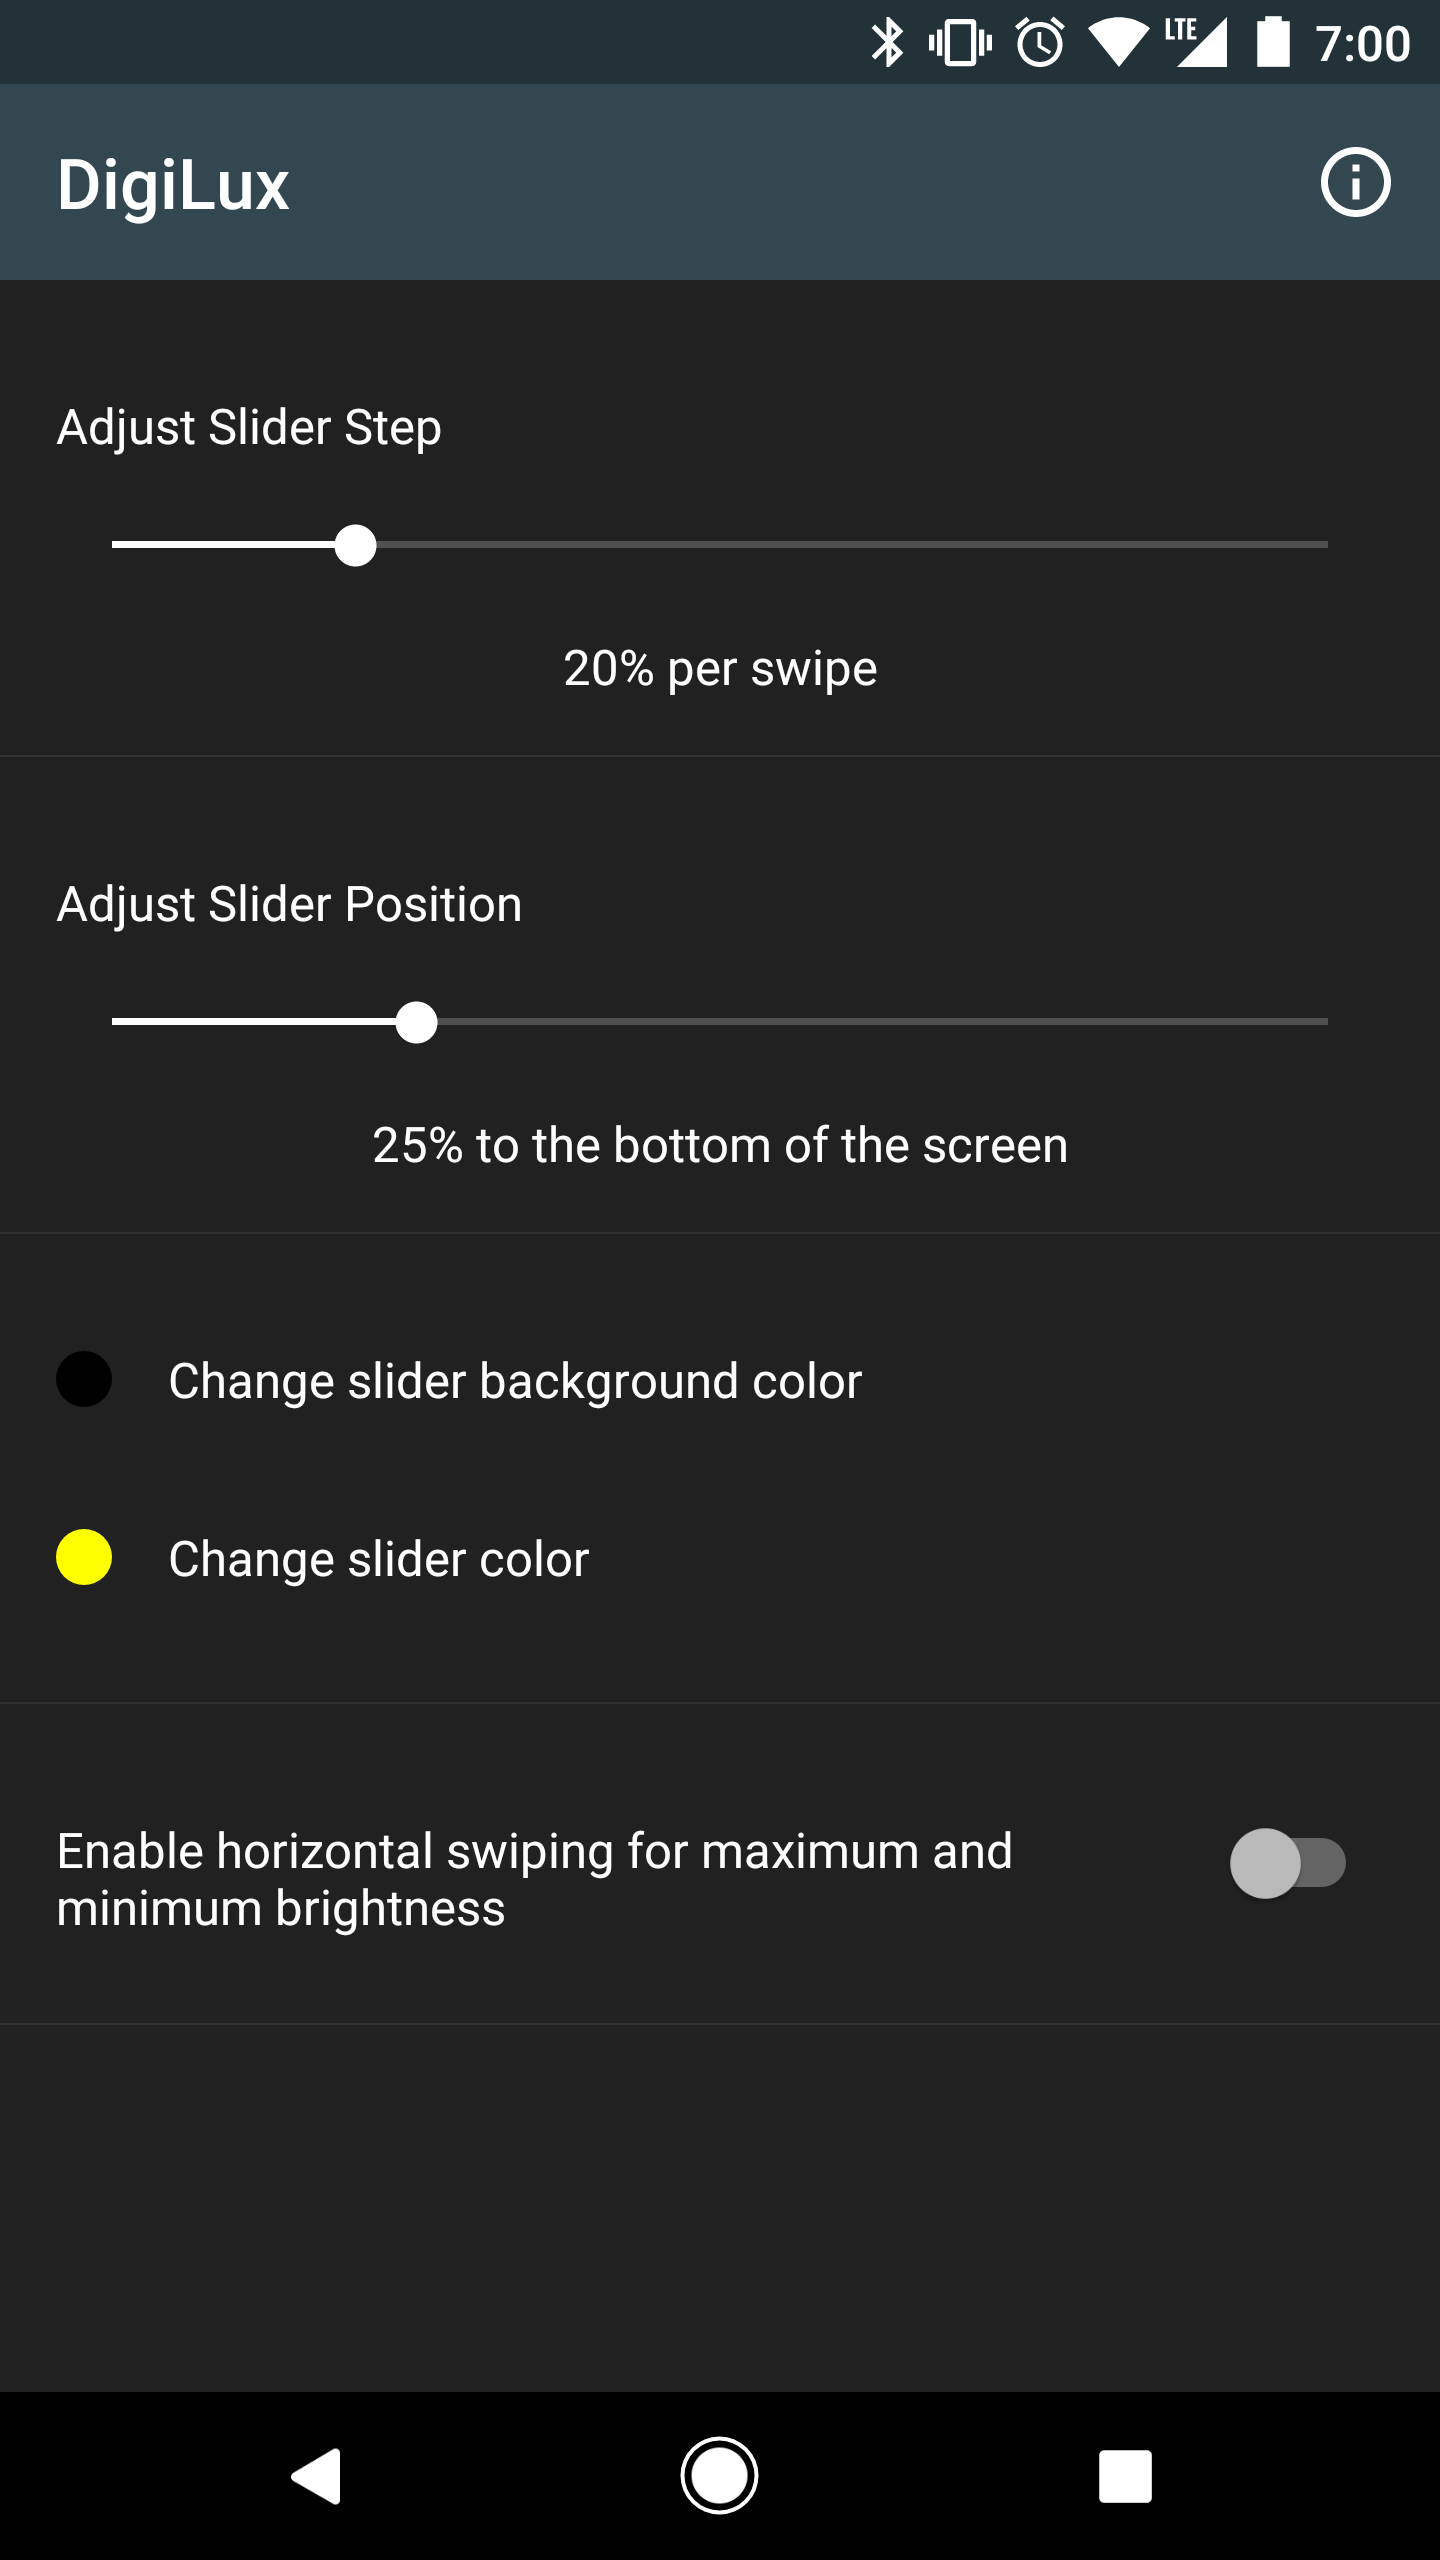 LTE 7:00
DigiLux
Adjust Slider Step
20% per swipe
Adjust Slider Position
25% to the bottom of the screen
Change slider background color
Change slider color
Enable horizontal swiping for maximum and
minimum brightness